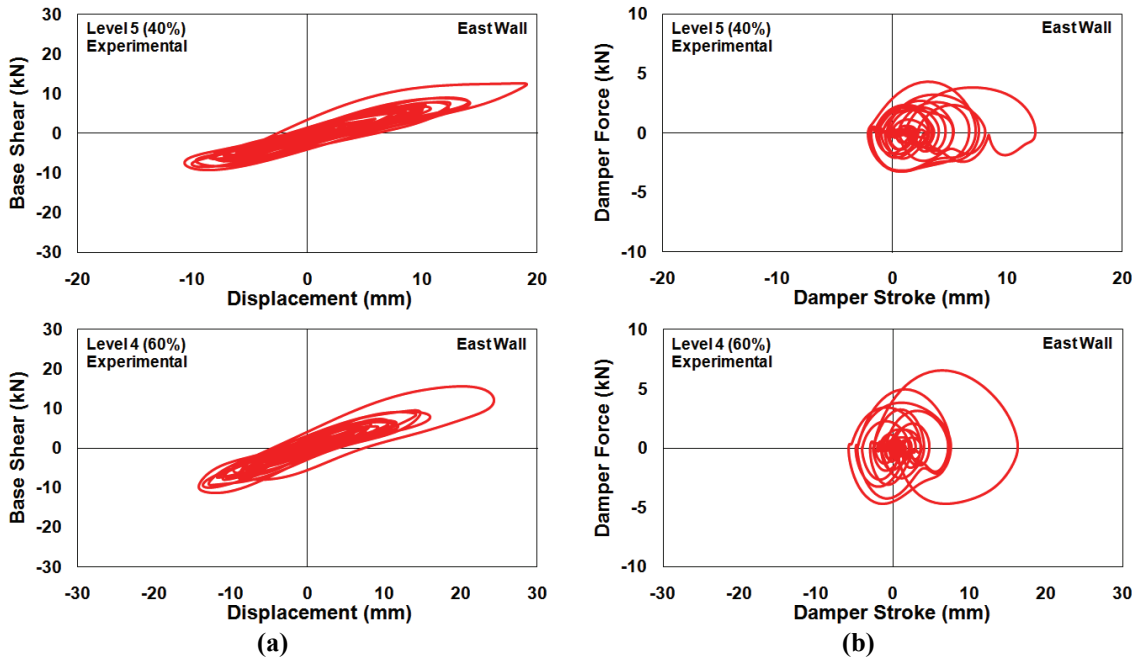 Level 5 (40%)
Experimental
East Wall
30
20
10
0
-10
-20
-30
Base Shear (kN)
-20
-10
0
10
20
Displacement (mm)
Level 5 (40%)
Experimental
East Wall
10
5
0
-5
-10
Damper Force (kN)
-20
-10
0
10
20
Damper Stroke (mm)
Level 4 (60%)
Experimental
East Wall
30
20
10
0
-10
-20
-30
Base Shear (kN)
-30
-20
-10
0
10
20
30
Displacement (mm)
(a)
Level 4 (60%)
Experimental
East Wall
10
5
0
-5
-10
Damper Force (kN)
-30
-20
-10
0
10
20
30
Damper Stroke (mm)
(b)